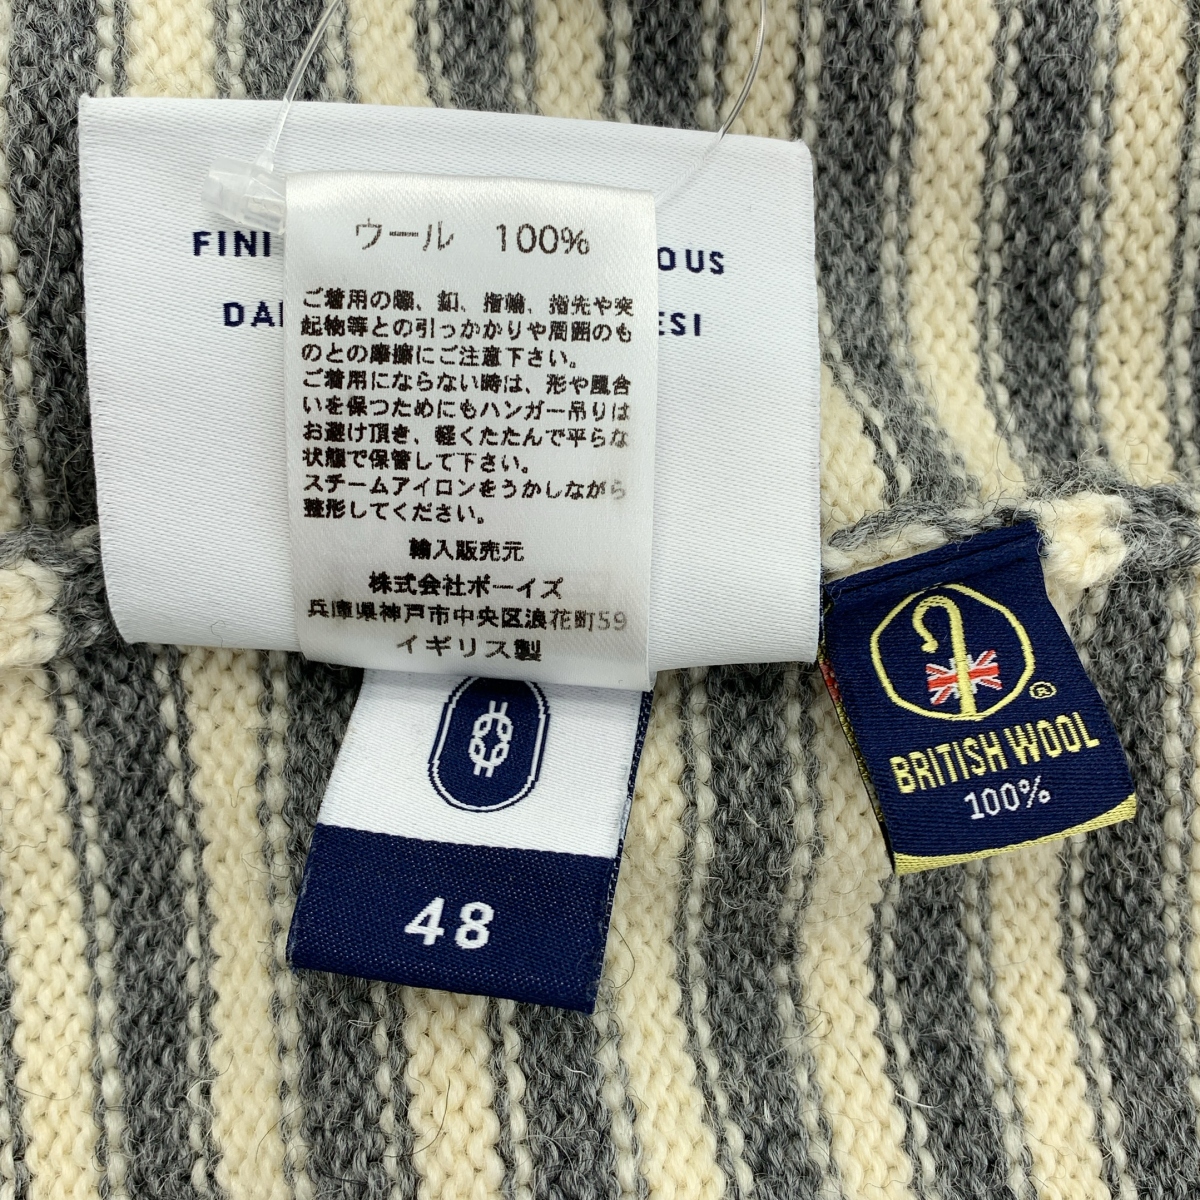 FINI
OUS
DA
ESI
ウール 100%
ご着用の際、釦、指輪、指先や突
起物等との引っかかりや周囲のも
のとの摩擦にご注意下さい。
ご着用にならない時は、形や風合
いを保つためにもハンガー吊りは
お避け頂き、軽くたたんで平らな
状態で保管して下さい。
スチームアイロンをうかしながら
整形してください。
輸入販売元
株式会社ボーイズ
兵庫県神戸市中央区浪花町59
イギリス製
48
®
BRITISH WOOL
100%